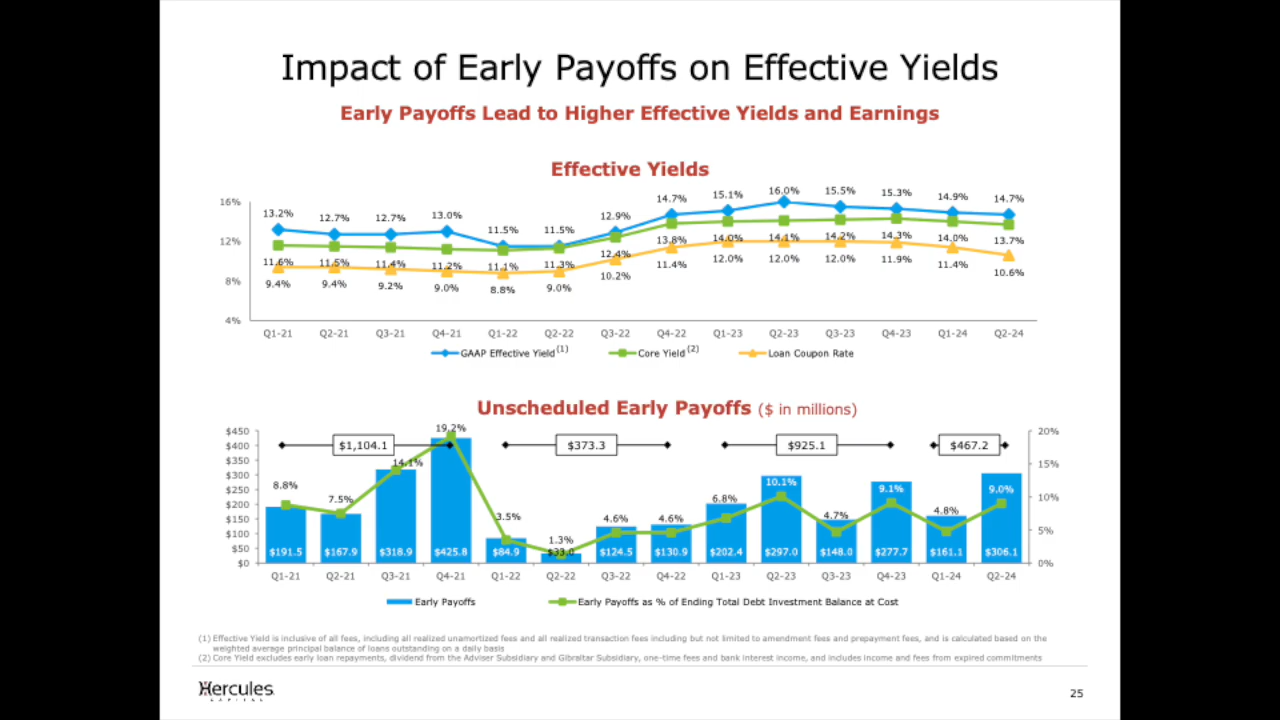 Impact of Early Payoffs on Effective Yields
Early Payoffs Lead to Higher Effective Yields and Earnings
Effective Yields
16%
12%
8%
4%
13.2% 12.7% 12.7% 13.0% 11.5% 11.5% 12.9% 14.7% 15.1% 16.0% 15.5% 15.3% 14.9% 14.7%
11.6% 11.5% 11.4% 11.2% 11.1% 11.3% 12.4% 13.8% 14.0% 14.1% 14.2% 14.3% 14.0% 13.7%
9.4% 9.4% 9.2% 9.0% 8.8% 9.0% 10.2% 11.4% 12.0% 12.0% 12.0% 11.9% 11.4% 10.6%
Q1-21 Q2-21 Q3-21 Q4-21 Q1-22 Q2-22 Q3-22 Q4-22 Q1-23 Q2-23 Q3-23 Q4-23 Q1-24 Q2-24
GAAP Effective Yield (1) Core Yield (2) Loan Coupon Rate
Unscheduled Early Payoffs ($ in millions)
$450
$400
$350
$300
$250
$200
$150
$100
$50
$0
20%
15%
10%
5%
0%
$1,104.1 $373.3 $925.1 $467.2
8.8% 7.5% 14.1% 19.2% 3.5% 1.3% 4.6% 4.6% 6.8% 10.1% 4.7% 9.1% 4.8% 9.0%
$191.5 $167.9 $318.9 $425.8 $84.9 $33.0 $124.5 $130.9 $202.4 $297.0 $148.0 $277.7 $161.1 $306.1
Q1-21 Q2-21 Q3-21 Q4-21 Q1-22 Q2-22 Q3-22 Q4-22 Q1-23 Q2-23 Q3-23 Q4-23 Q1-24 Q2-24
Early Payoffs Early Payoffs as % of Ending Total Debt Investment Balance at Cost
(1) Effective Yield is inclusive of all fees, including all realized unamortized fees and all realized transaction fees including but not limited to amendment fees and prepayment fees, and is calculated based on the
weighted average principal balance of loans outstanding on a daily basis
(2) Core Yield excludes early loan repayments, dividend from the Adviser Subsidiary and Gibraltar Subsidiary, one-time fees and bank interest income, and includes income and fees from expired commitments
Hercules
25